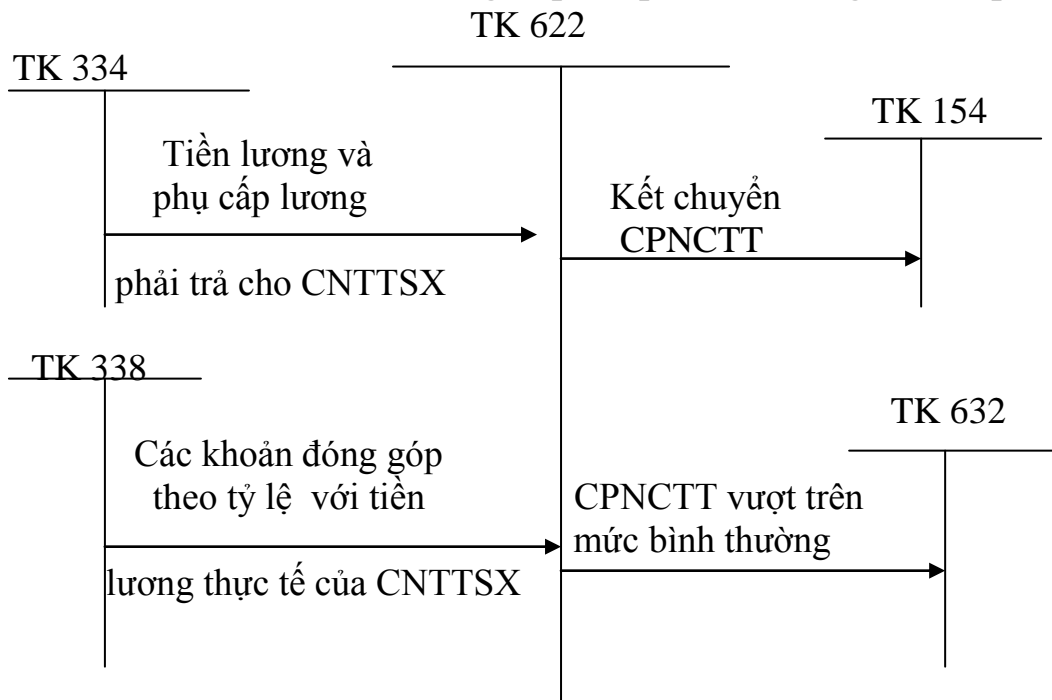 TK 622
TK 334
TK 154
Tiền lương và
phụ cấp lương
phải trả cho CNTTSX
Kết chuyển
CPNCTT
TK 338
TK 632
Các khoản đóng góp
theo tỷ lệ với tiền
lương thực tế của CNTTSX
CPNCTT vượt trên
mức bình thường